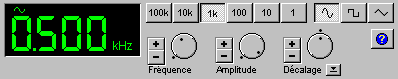 0.500 kHz
100k 10k 1k 100 10 1
?
Fréquence Amplitude Décalage